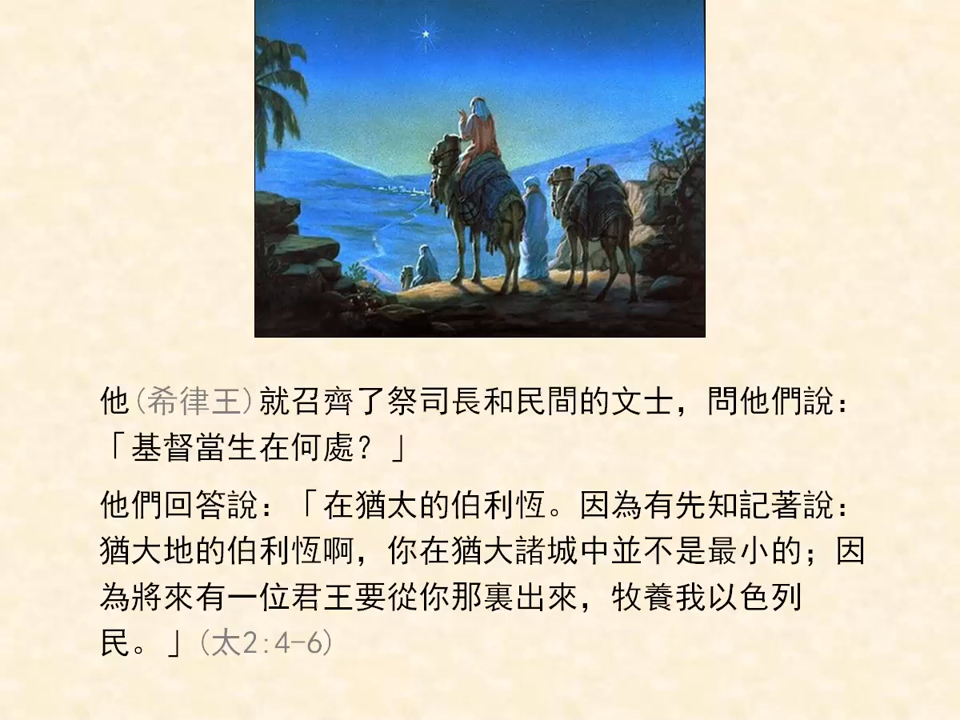 他(希律王)就召齊了祭司長和民間的文士，問他們說：
「基督當生在何處？」
他們回答說：「在猶太的伯利恆。因為有先知記著說：
猶大地的伯利恆啊，你在猶大諸城中並不是最小的；因
為將來有一位君王要從你那裏出來，牧養我以色列
民。」(太2:4-6)